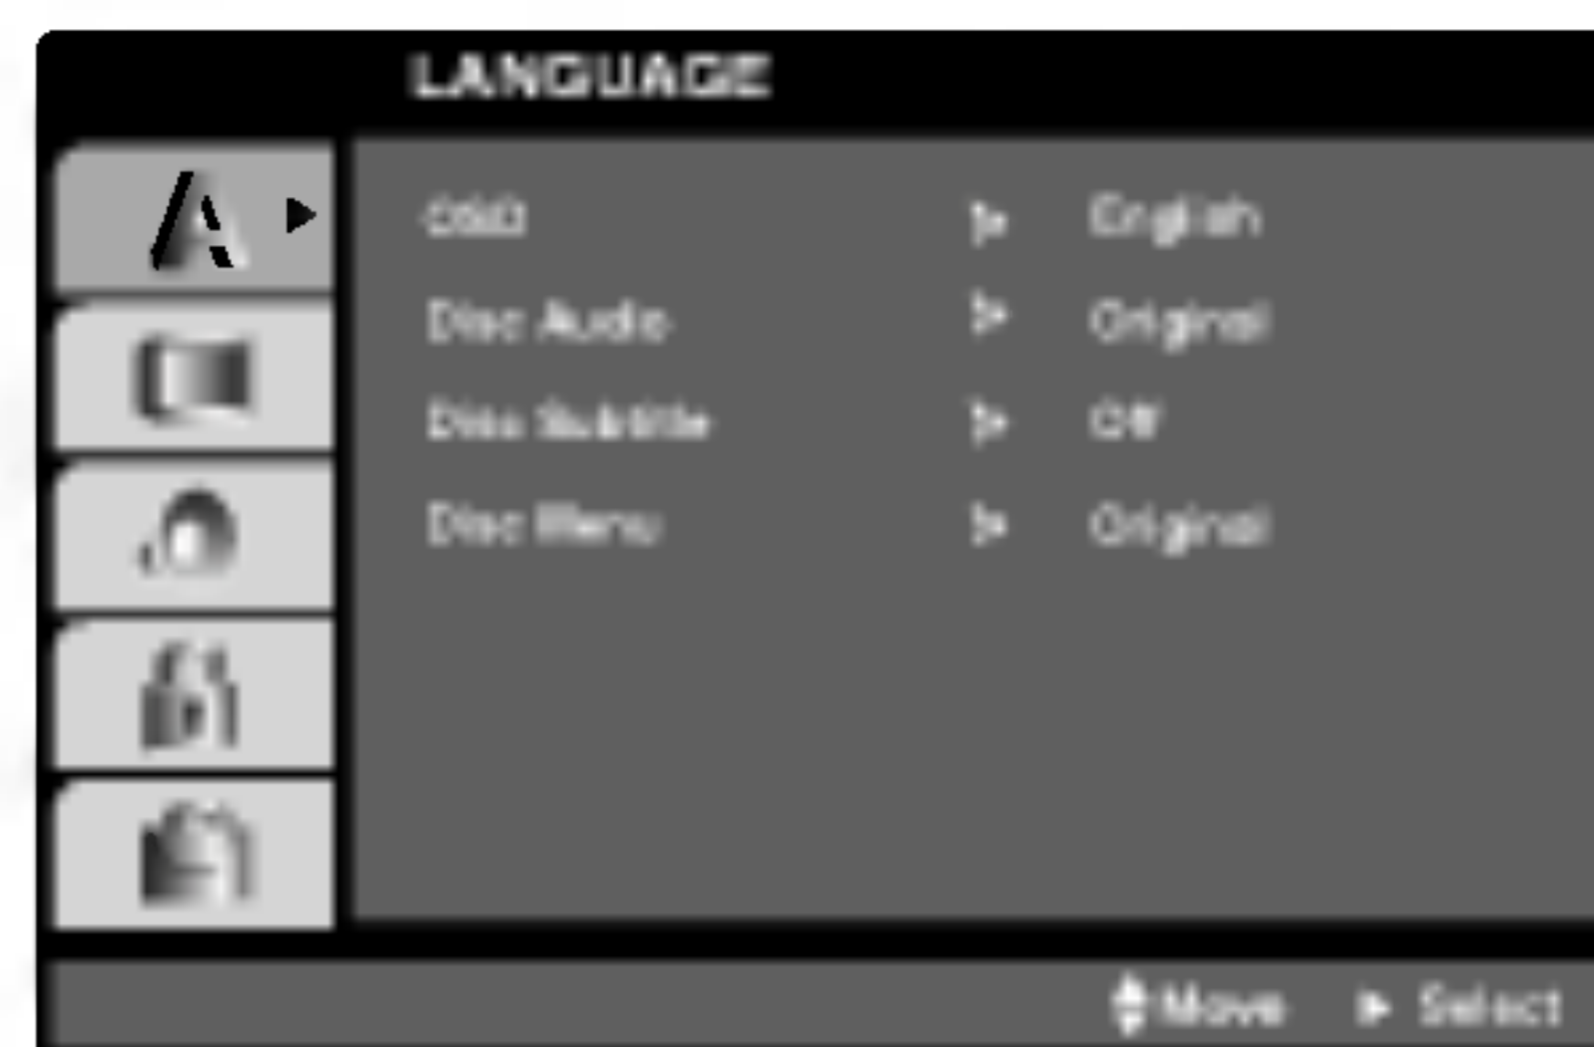 LANGUAGE
OSD English
Disc Audio Original
Disc Subtitle Off
Disc Menu Original
Move Select